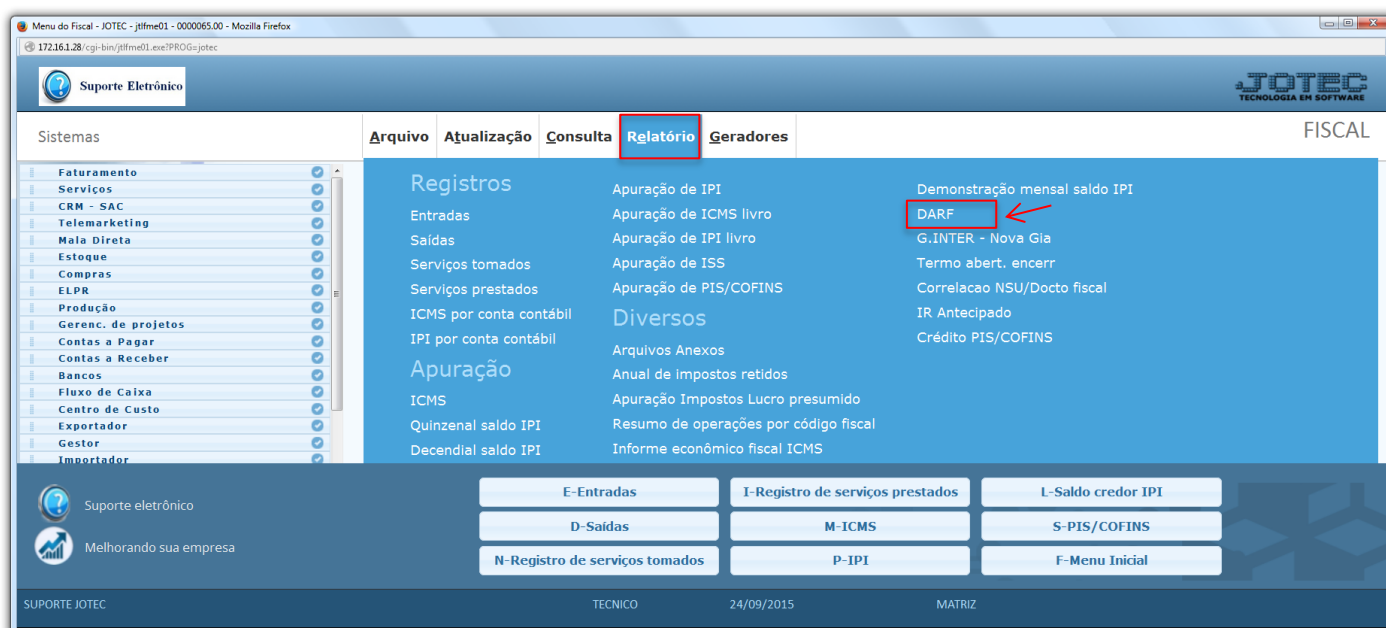 Menu do Fiscal - JOTEC - jtlfme01 - 0000065.00 - Mozilla Firefox
172.16.1.28/cgi-bin/jtlfme01.exe?PROG=jotec
Suporte Eletrônico
JOTEC
TECNOLOGIA EM SOFTWARE
Sistemas
Arquivo Atualização Consulta Relatório Geradores
FISCAL
Faturamento
Serviços
CRM - SAC
Telemarketing
Mala Direta
Estoque
Compras
ELPR
Produção
Gerenc. de projetos
Contas a Pagar
Contas a Receber
Bancos
Fluxo de Caixa
Centro de Custo
Exportador
Gestor
Importador
Registros
Entradas
Saídas
Serviços tomados
Serviços prestados
ICMS por conta contábil
IPI por conta contábil
Apuração
ICMS
Quinzenal saldo IPI
Decendial saldo IPI
Apuração de IPI
Apuração de ICMS livro
Apuração de IPI livro
Apuração de ISS
Apuração de PIS/COFINS
Diversos
Arquivos Anexos
Anual de impostos retidos
Apuração Impostos Lucro presumido
Resumo de operações por código fiscal
Informe econômico fiscal ICMS
Demonstração mensal saldo IPI
DARF
G.INTER - Nova GIa
Termo abert. encerr
Correlacao NSU/Docto fiscal
IR Antecipado
Crédito PIS/COFINS
Suporte eletrônico
Melhorando sua empresa
E-Entradas
I-Registro de serviços prestados
L-Saldo credor IPI
D-Saídas
M-ICMS
S-PIS/COFINS
N-Registro de serviços tomados
P-IPI
F-Menu Inicial
SUPORTE JOTEC
TECNICO
24/09/2015
MATRIZ